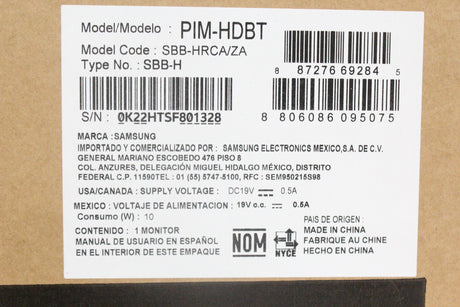 Model/Modelo : PIM-HDBT
Model Code : SBB-HRCA/ZA
Type No. : SBB-H
8 87276 69284 5
S/N : 0K22HTSF801328
8 806086 095075
MARCA : SAMSUNG
IMPORTADO Y COMERCIALIZADO POR : SAMSUNG ELECTRONICS MEXICO,S.A. DE C.V.
GENERAL MARIANO ESCOBEDO 476 PISO 8
COL. ANZURES, DELEGACIÓN MIGUEL HIDALGO MÉXICO, DISTRITO
FEDERAL C.P. 11590TEL : 01 (55) 5747-5100, RFC : SEM950215S98
USA/CANADA : SUPPLY VOLTAGE : DC19V 0.5A
MEXICO : VOLTAJE DE ALIMENTACION : 19V c.c. 0.5A
Consumo (W) : 10
CONTENIDO : 1 MONITOR
MANUAL DE USUARIO EN ESPAÑOL
EN EL INTERIOR DE ESTE EMPAQUE
NOM
NYCE
PAIS DE ORIGEN :
MADE IN CHINA
FABRIQUE AU CHINE
HECHO EN CHINA